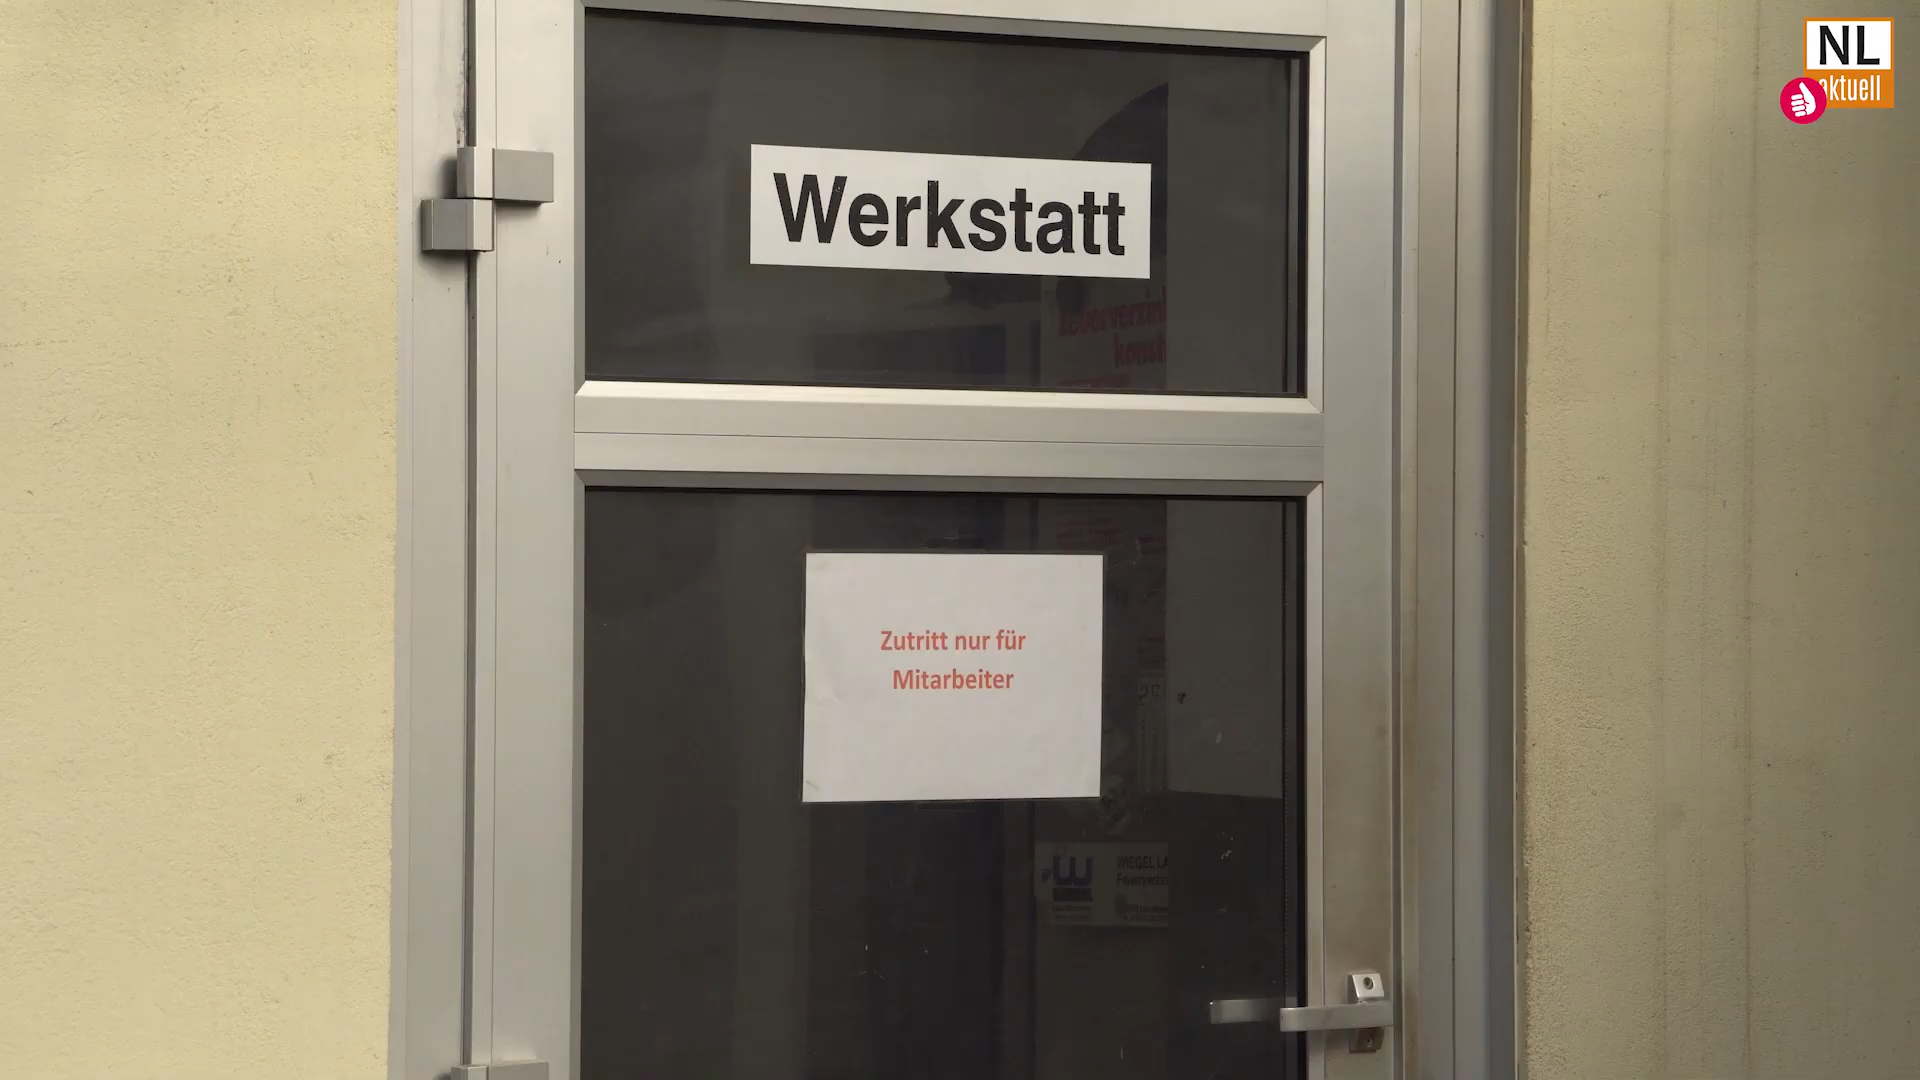 NL
aktuell
Werkstatt
Zutritt nur für
Mitarbeiter